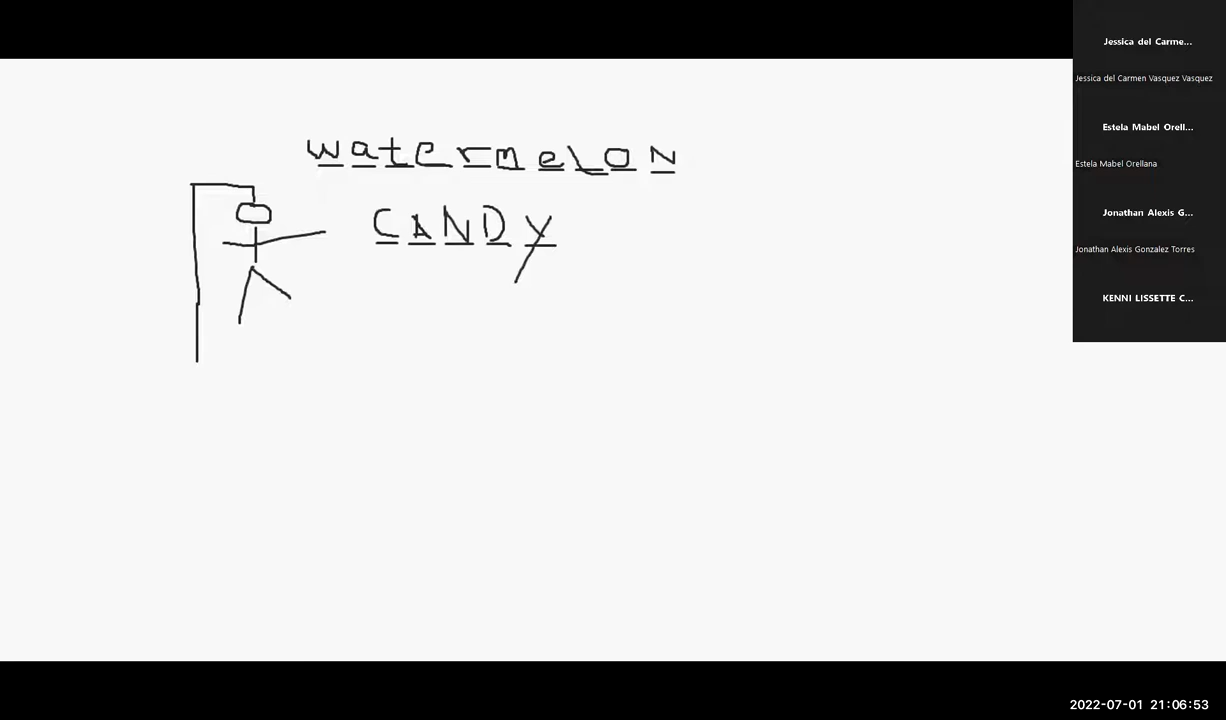 watermeloN
CANDY
Jessica del Carme...
Jessica del Carmen Vasquez Vasquez
Estela Mabel Orell...
Estela Mabel Orellana
Jonathan Alexis G...
Jonathan Alexis Gonzalez Torres
KENNI LISSETTE C...
2022-07-01 21:06:53